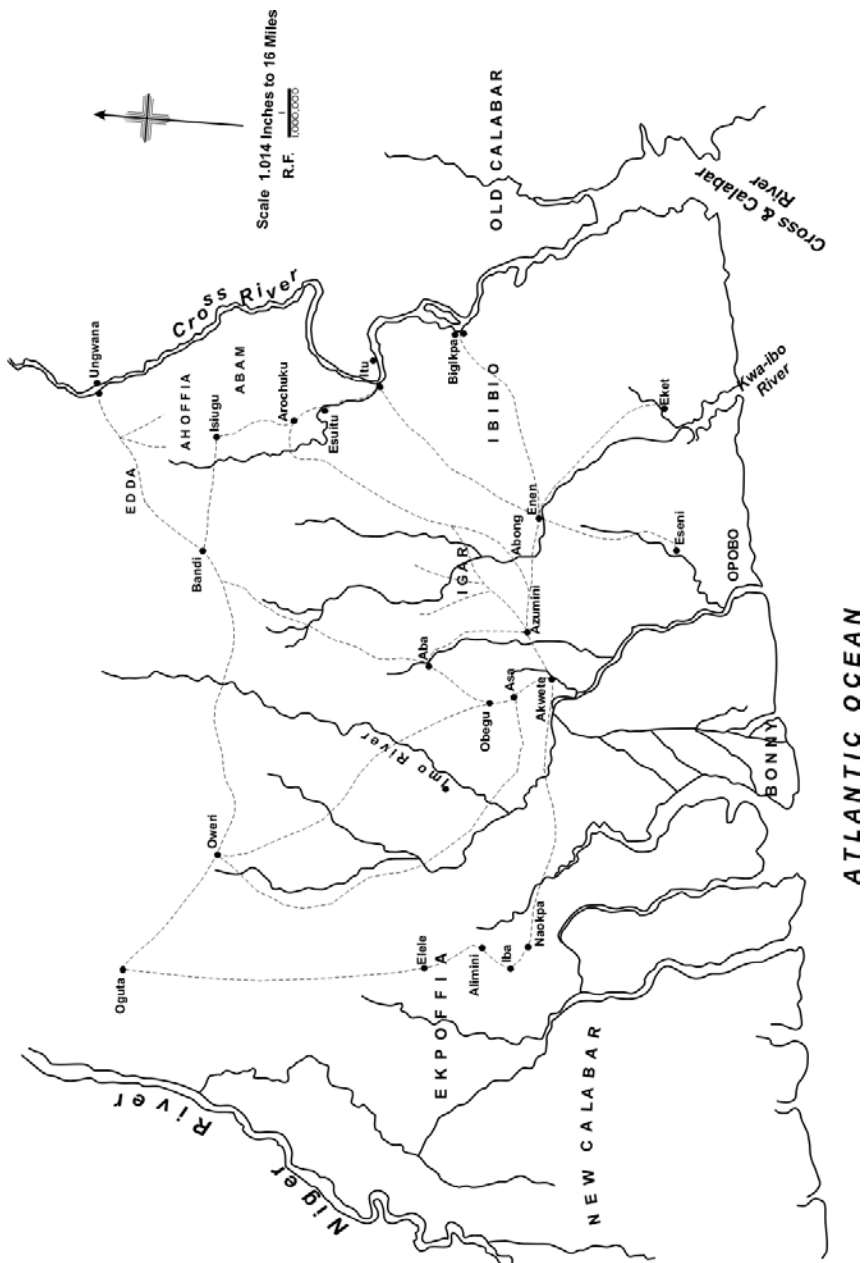 Scale 1.014 Inches to 16 Miles
R.F. 1
1,000,000
Ungwana
Cross River
EDDA
AHOFFIA
ABAM
Isiugu
Arochuku
Esuitu
Itu
Bandi
OLD CALABAR
Cross & Calabar
River
Bigikpa
IBIBIO
Oguta
Oweri
Imo River
Aba
IGAR
Abong
Enen
Azumini
Obegu
Asa
Akwete
Eket
Kwa-ibo
River
Eseni
OPOBO
BONNY
Niger River
Elele
EKPOFFIA
Alimini
Iba
Naokpa
NEW CALABAR
ATLANTIC OCEAN